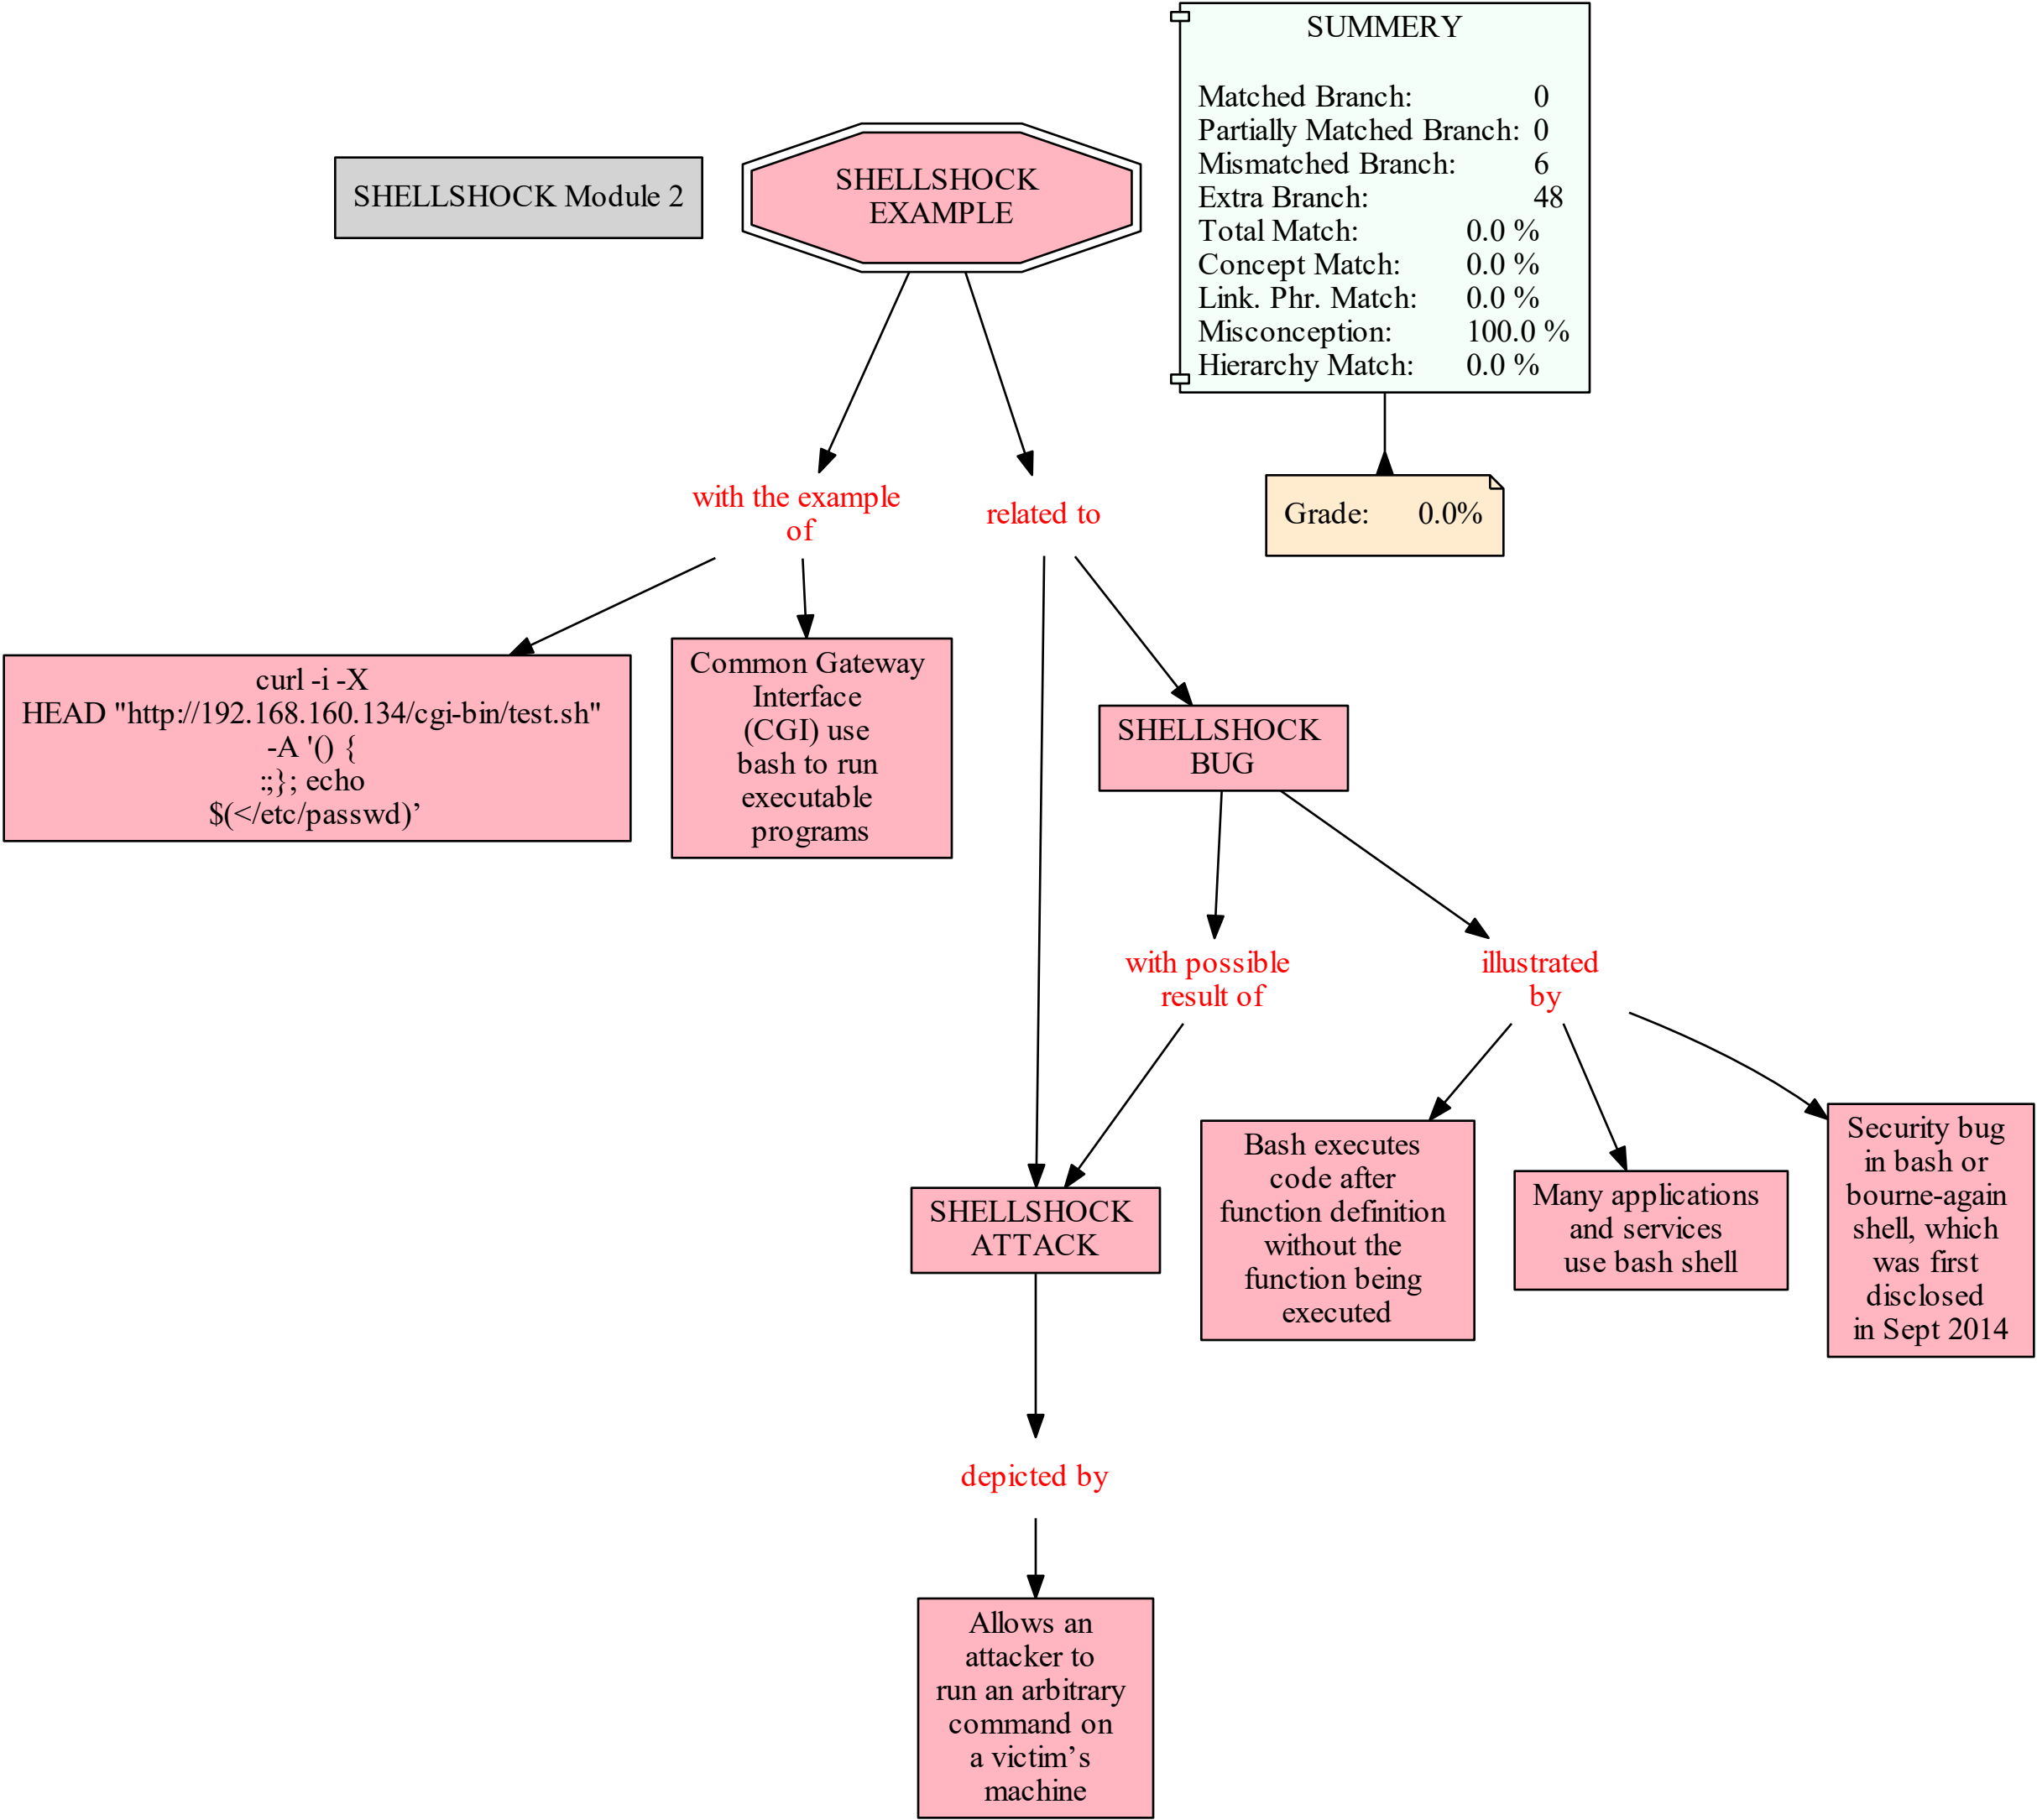 SUMMERY
Matched Branch: 0
Partially Matched Branch: 0
Mismatched Branch: 6
Extra Branch: 48
Total Match: 0.0 %
Concept Match: 0.0 %
Link. Phr. Match: 0.0 %
Misconception: 100.0 %
Hierarchy Match: 0.0 %
SHELLSHOCK Module 2
SHELLSHOCK
EXAMPLE
Grade: 0.0%
with the example
of
related to
curl -i -X
HEAD "http://192.168.160.134/cgi-bin/test.sh"
-A '() {
:;}; echo
$(</etc/passwd)’
Common Gateway
Interface
(CGI) use
bash to run
executable
programs
SHELLSHOCK
BUG
with possible
result of
illustrated
by
SHELLSHOCK
ATTACK
Bash executes
code after
function definition
without the
function being
executed
Many applications
and services
use bash shell
Security bug
in bash or
bourne-again
shell, which
was first
disclosed
in Sept 2014
depicted by
Allows an
attacker to
run an arbitrary
command on
a victim’s
machine